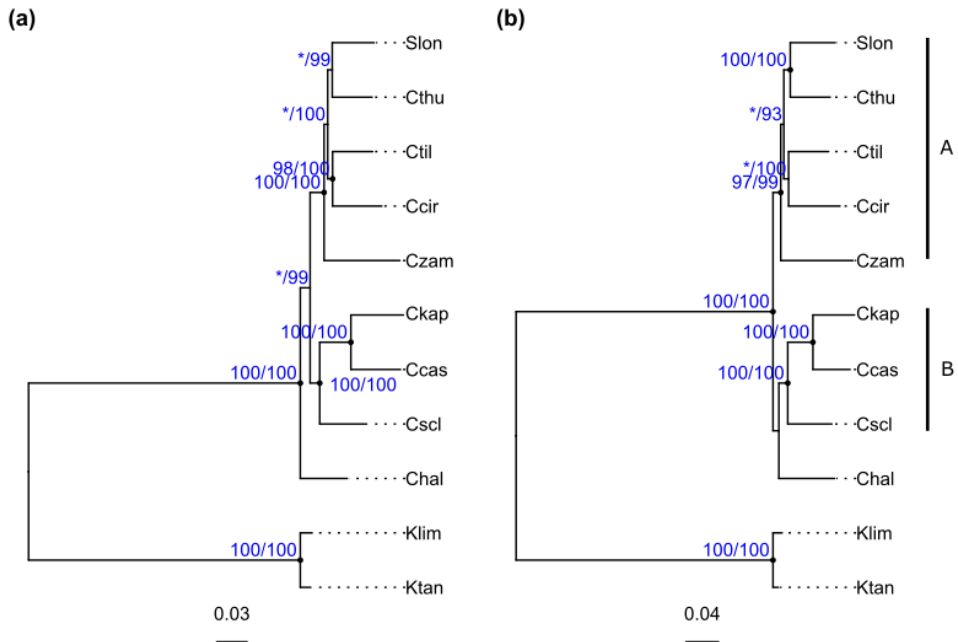 (a)
Slon
*/99
Cthu
*/100
Ctil
98/100
100/100
Ccir
Czam
*/99
Ckap
100/100
Ccas
100/100
100/100
Cscl
Chal
Klim
100/100
Ktan
0.03
(b)
Slon
100/100
Cthu
*/93
Ctil
*/100
97/99
Ccir
Czam
100/100
Ckap
100/100
Ccas
100/100
Cscl
Chal
Klim
100/100
Ktan
0.04
A
B